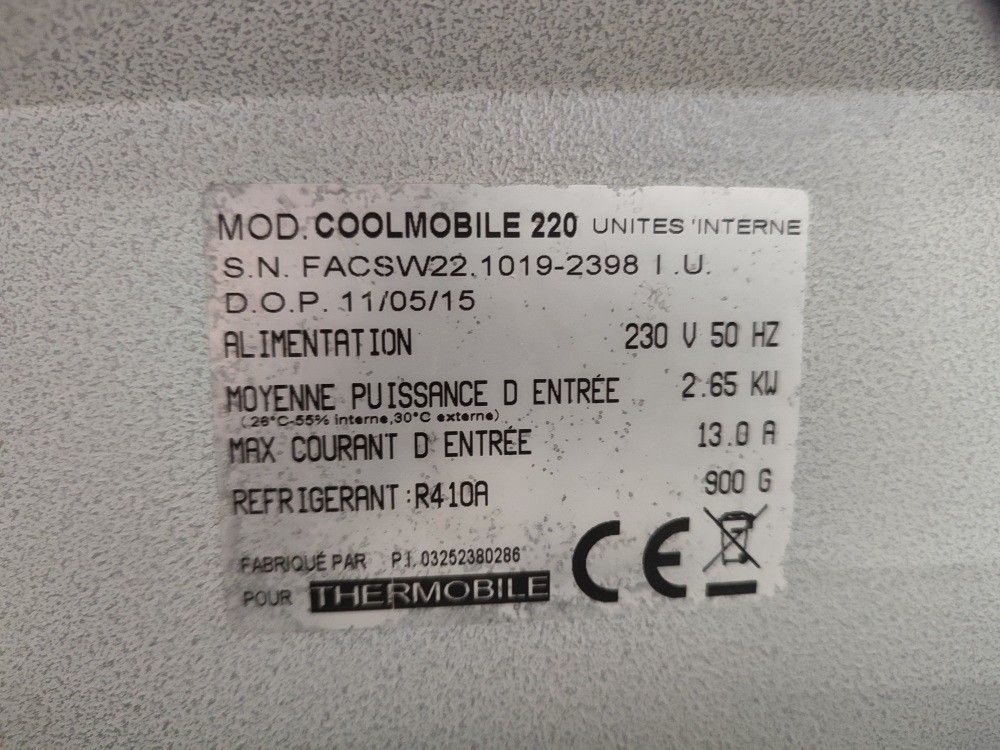 MOD. COOLMOBILE 220 UNITES 'INTERNE
S.N. FACSW22.1019-2398 I .U.
D.O.P. 11/05/15
ALIMENTATION 230 V 50 HZ
MOYENNE PUISSANCE D ENTRÉE 2.65 KW
(.26°C-55% interne,30°C externe)
MAX COURANT D' ENTRÉE 13.0 A
REFRIGERANT:R410A 900 G
FABRIQUÉ PAR P.I. 03252380286
POUR THERMOBILE
CE